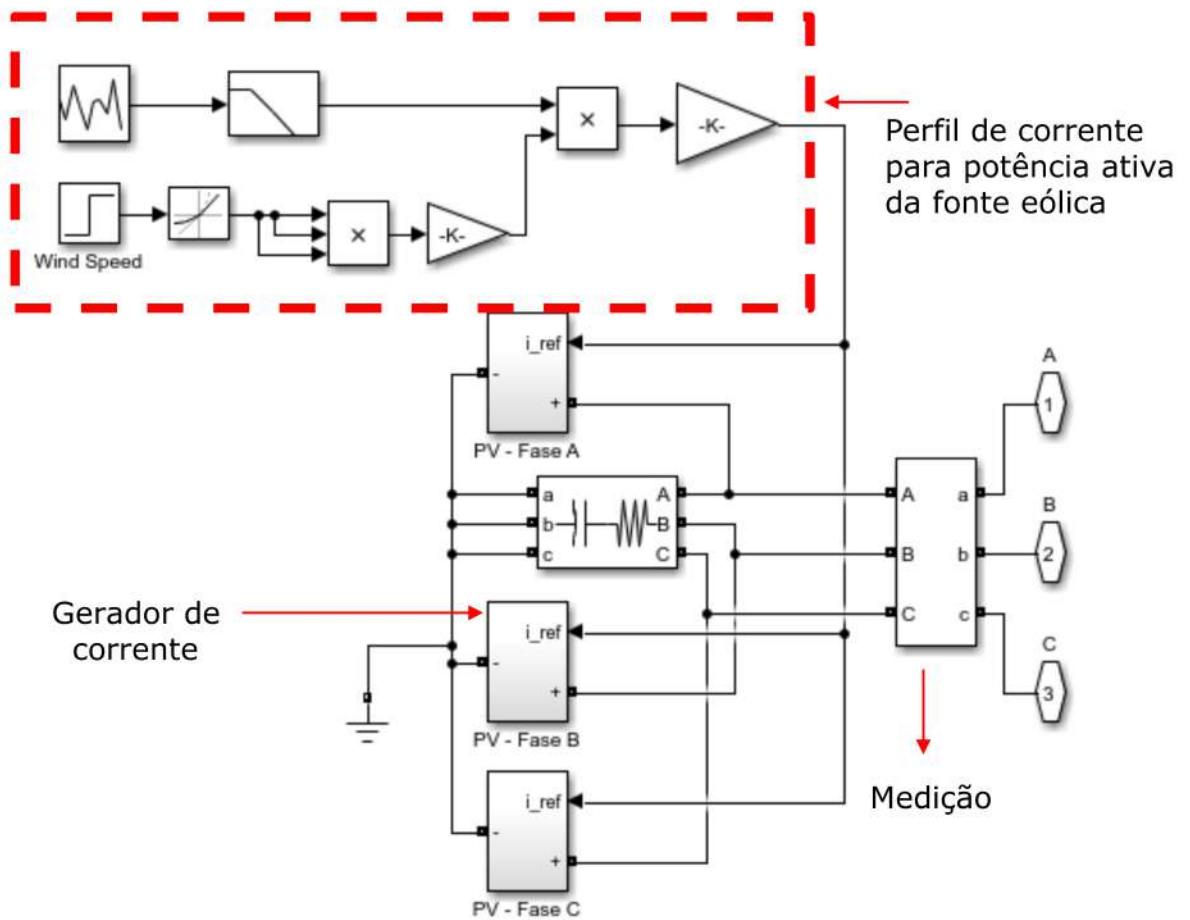 ×
-K-
Perfil de corrente
para potência ativa
da fonte eólica
Wind Speed
×
-K-
i_ref
-
+
PV - Fase A
A
1
a
A
b
B
c
C
A
a
B
b
C
c
B
2
Gerador de
corrente
i_ref
-
+
PV - Fase B
C
3
Medição
i_ref
-
+
PV - Fase C